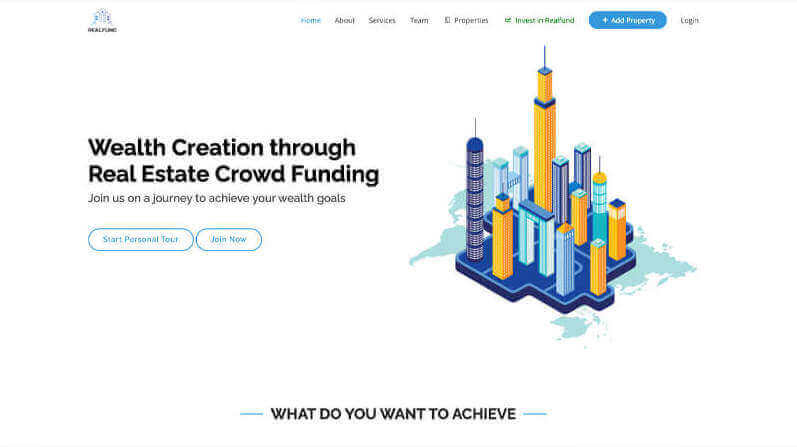 REALFUND
Home
About
Services
Team
Properties
Invest in Realfund
+ Add Property
Login
Wealth Creation through
Real Estate Crowd Funding
Join us on a journey to achieve your wealth goals
Start Personal Tour
Join Now
WHAT DO YOU WANT TO ACHIEVE